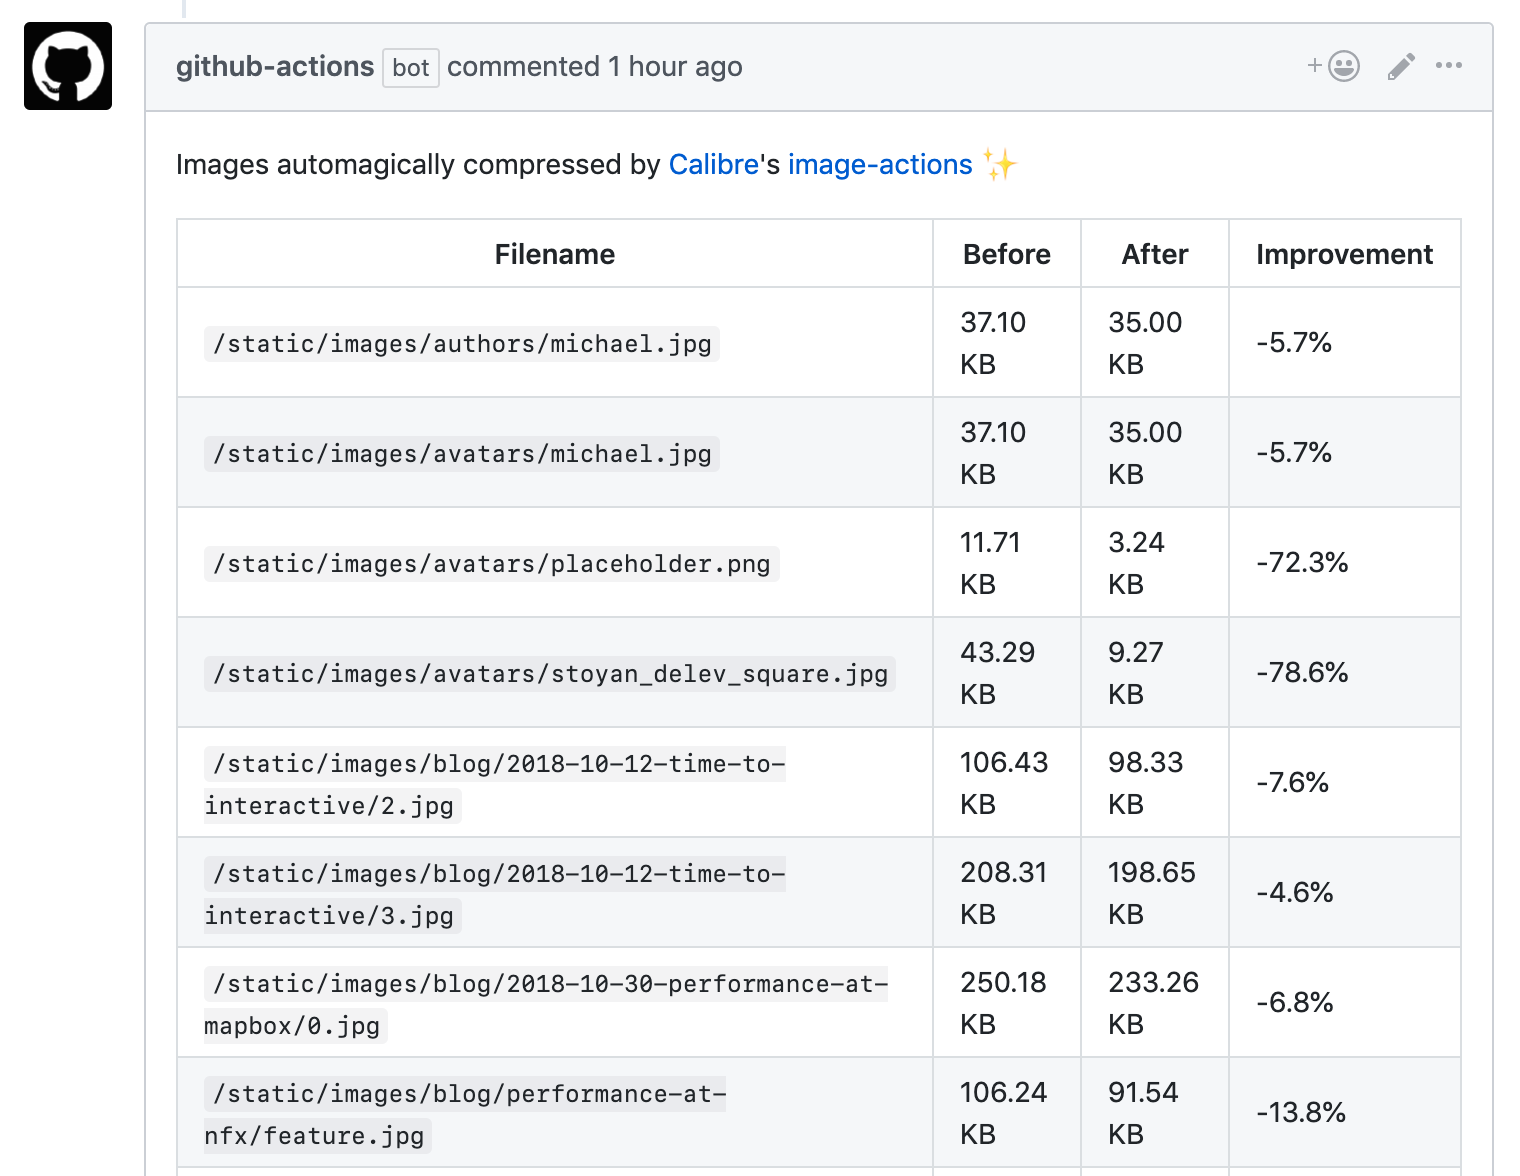 github-actions bot commented 1 hour ago
Images automagically compressed by Calibre's image-actions ✨
Filename Before After Improvement
/static/images/authors/michael.jpg 37.10 KB 35.00 KB -5.7%
/static/images/avatars/michael.jpg 37.10 KB 35.00 KB -5.7%
/static/images/avatars/placeholder.png 11.71 KB 3.24 KB -72.3%
/static/images/avatars/stoyan_delev_square.jpg 43.29 KB 9.27 KB -78.6%
/static/images/blog/2018-10-12-time-to-
interactive/2.jpg 106.43 KB 98.33 KB -7.6%
/static/images/blog/2018-10-12-time-to-
interactive/3.jpg 208.31 KB 198.65 KB -4.6%
/static/images/blog/2018-10-30-performance-at-
mapbox/0.jpg 250.18 KB 233.26 KB -6.8%
/static/images/blog/performance-at-
nfx/feature.jpg 106.24 KB 91.54 KB -13.8%